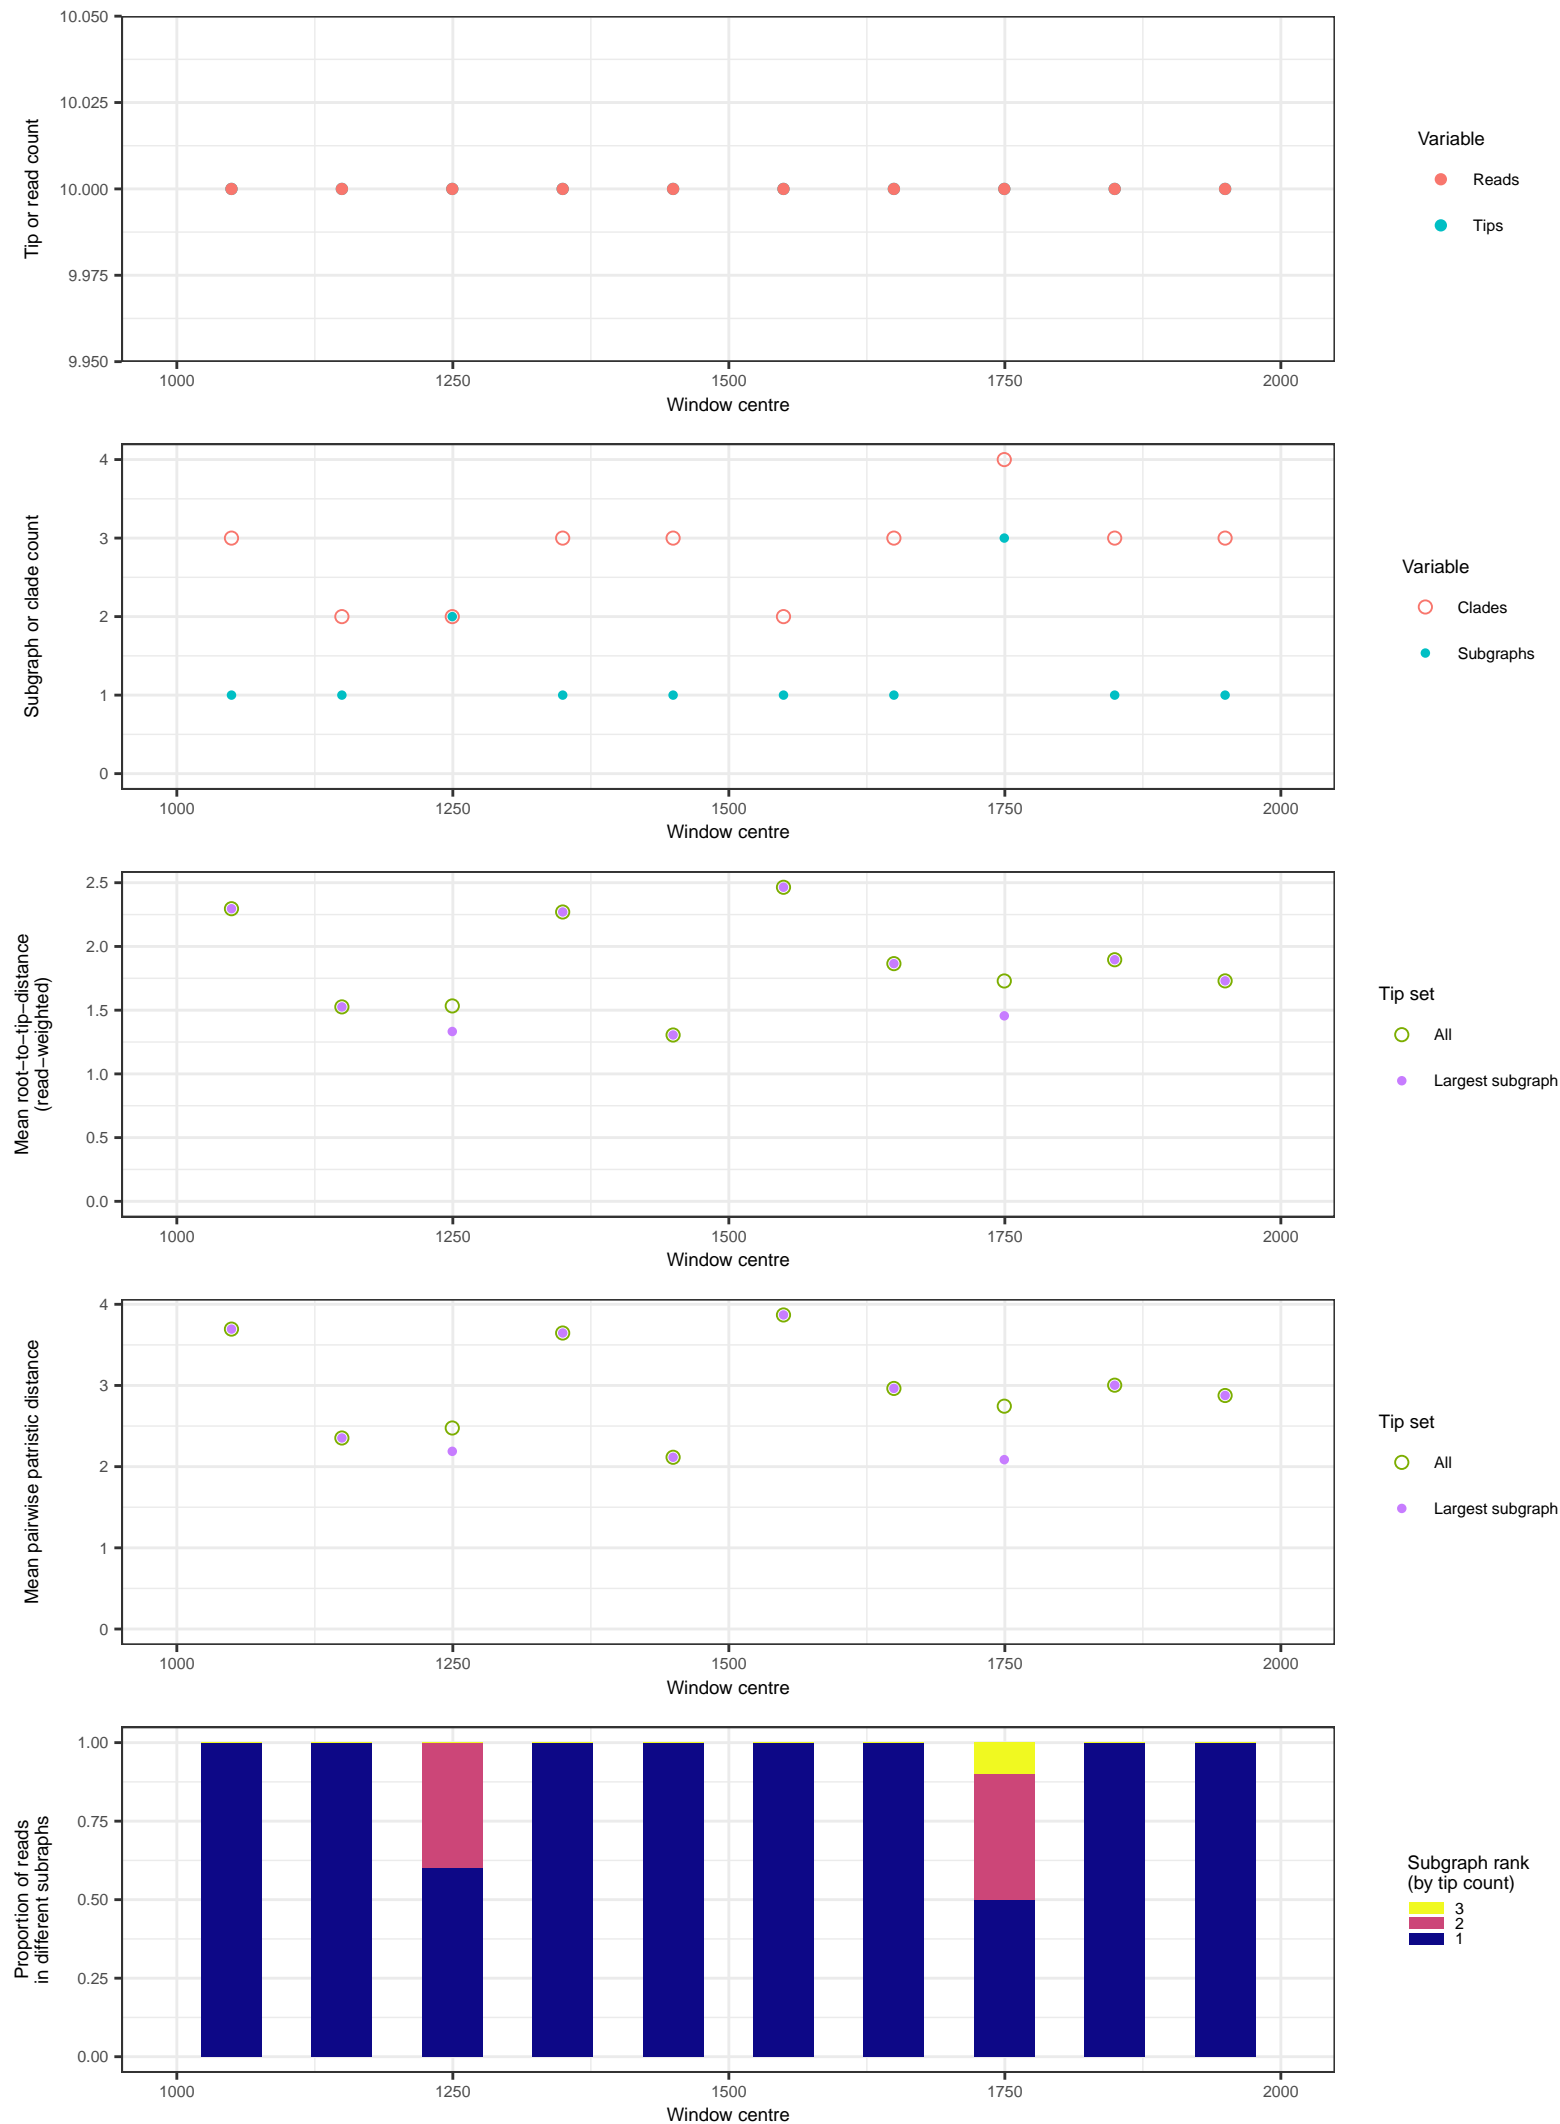 10.050
10.025
10.000
9.975
9.950
Tip or read count
1000 1250 1500 1750 2000
Window centre
Variable
Reads
Tips
4
3
2
1
0
Subgraph or clade count
1000 1250 1500 1750 2000
Window centre
Variable
Clades
Subgraphs
2.5
2.0
1.5
1.0
0.5
0.0
Mean root−to−tip−distance
(read−weighted)
1000 1250 1500 1750 2000
Window centre
Tip set
All
Largest subgraph
4
3
2
1
0
Mean pairwise patristic distance
1000 1250 1500 1750 2000
Window centre
Tip set
All
Largest subgraph
1.00
0.75
0.50
0.25
0.00
Proportion of reads
in different subraphs
1000 1250 1500 1750 2000
Window centre
Subgraph rank
(by tip count)
3
2
1